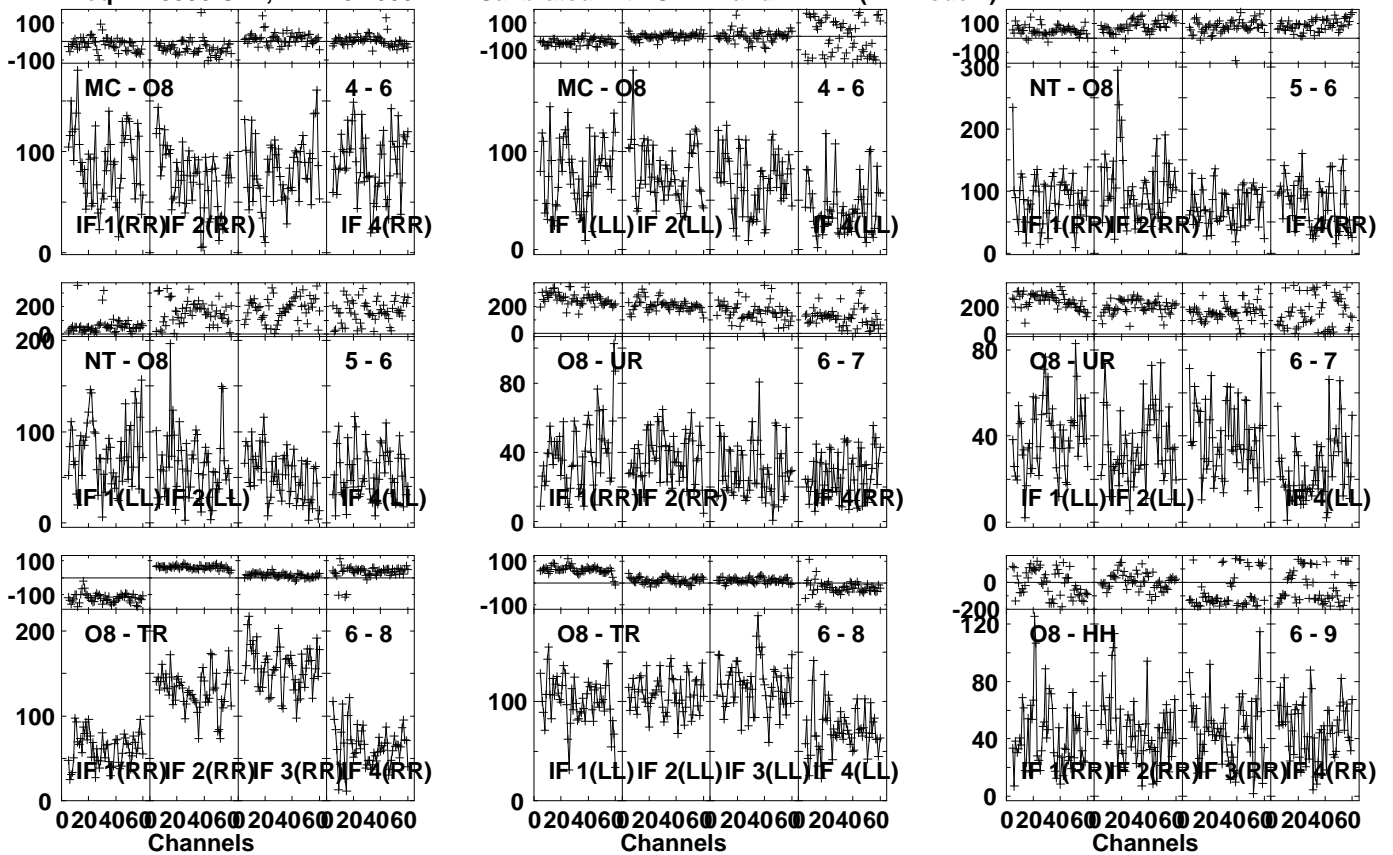 100
-100
MC - O8
4 - 6
100
0
IF 1(RR)
IF 2(RR)
IF 4(RR)
100
-100
MC - O8
4 - 6
100
0
IF 1(LL)
IF 2(LL)
IF 4(LL)
100
-100
300
NT - O8
5 - 6
200
100
0
IF 1(RR)
IF 2(RR)
IF 4(RR)
200
0
200
NT - O8
5 - 6
100
0
IF 1(LL)
IF 2(LL)
IF 4(LL)
200
0
O8 - UR
6 - 7
80
40
0
IF 1(RR)
IF 2(RR)
IF 4(RR)
200
0
80
O8 - UR
6 - 7
40
0
IF 1(LL)
IF 2(LL)
IF 4(LL)
100
-100
200
O8 - TR
6 - 8
100
0
IF 1(RR)
IF 2(RR)
IF 3(RR)
IF 4(RR)
0 20 40 60 0 20 40 60 0 20 40 60 0 20 40 60
Channels
100
-100
O8 - TR
6 - 8
100
0
IF 1(LL)
IF 2(LL)
IF 3(LL)
IF 4(LL)
0 20 40 60 0 20 40 60 0 20 40 60 0 20 40 60
Channels
0
-200
120
O8 - HH
6 - 9
80
40
0
IF 1(RR)
IF 2(RR)
IF 3(RR)
IF 4(RR)
0 20 40 60 0 20 40 60 0 20 40 60 0 20 40 60
Channels